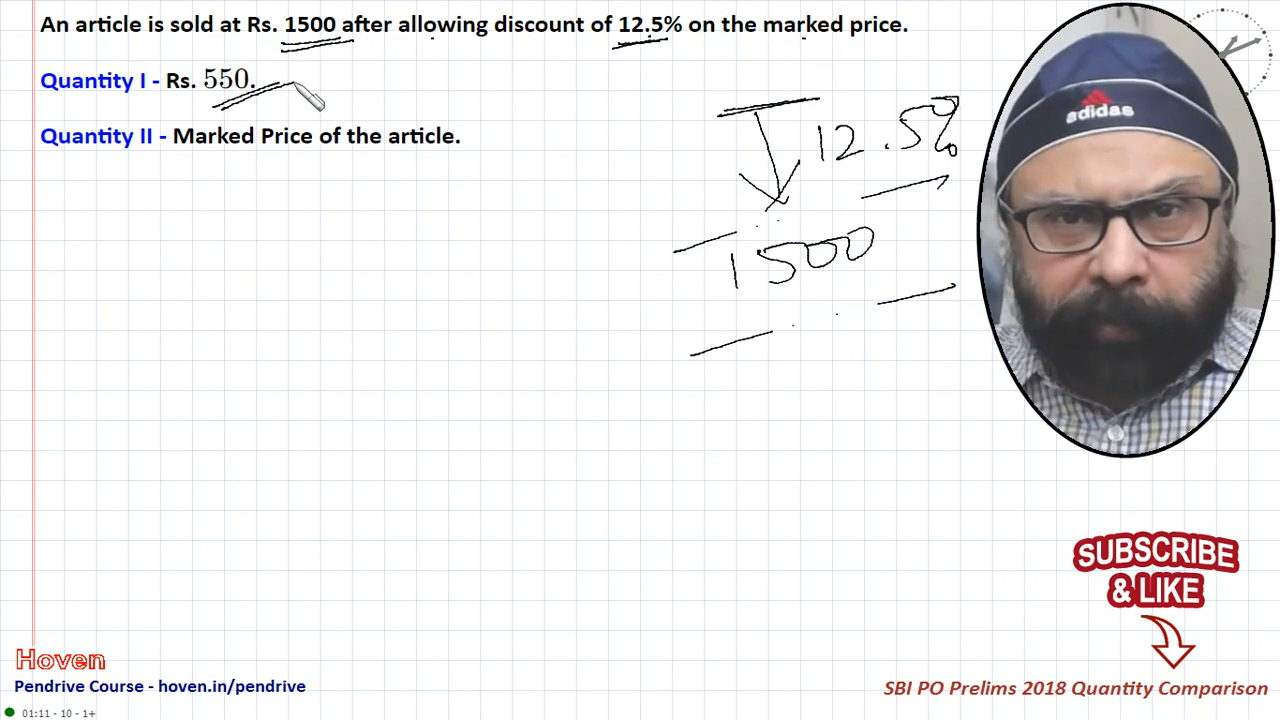 An article is sold at Rs. 1500 after allowing discount of 12.5% on the marked price.
Quantity I - Rs. 550.
Quantity II - Marked Price of the article.
12.5%
1500
adidas
SUBSCRIBE
& LIKE
Hoven
Pendrive Course - hoven.in/pendrive
SBI PO Prelims 2018 Quantity Comparison
01:11 - 10 - 1+